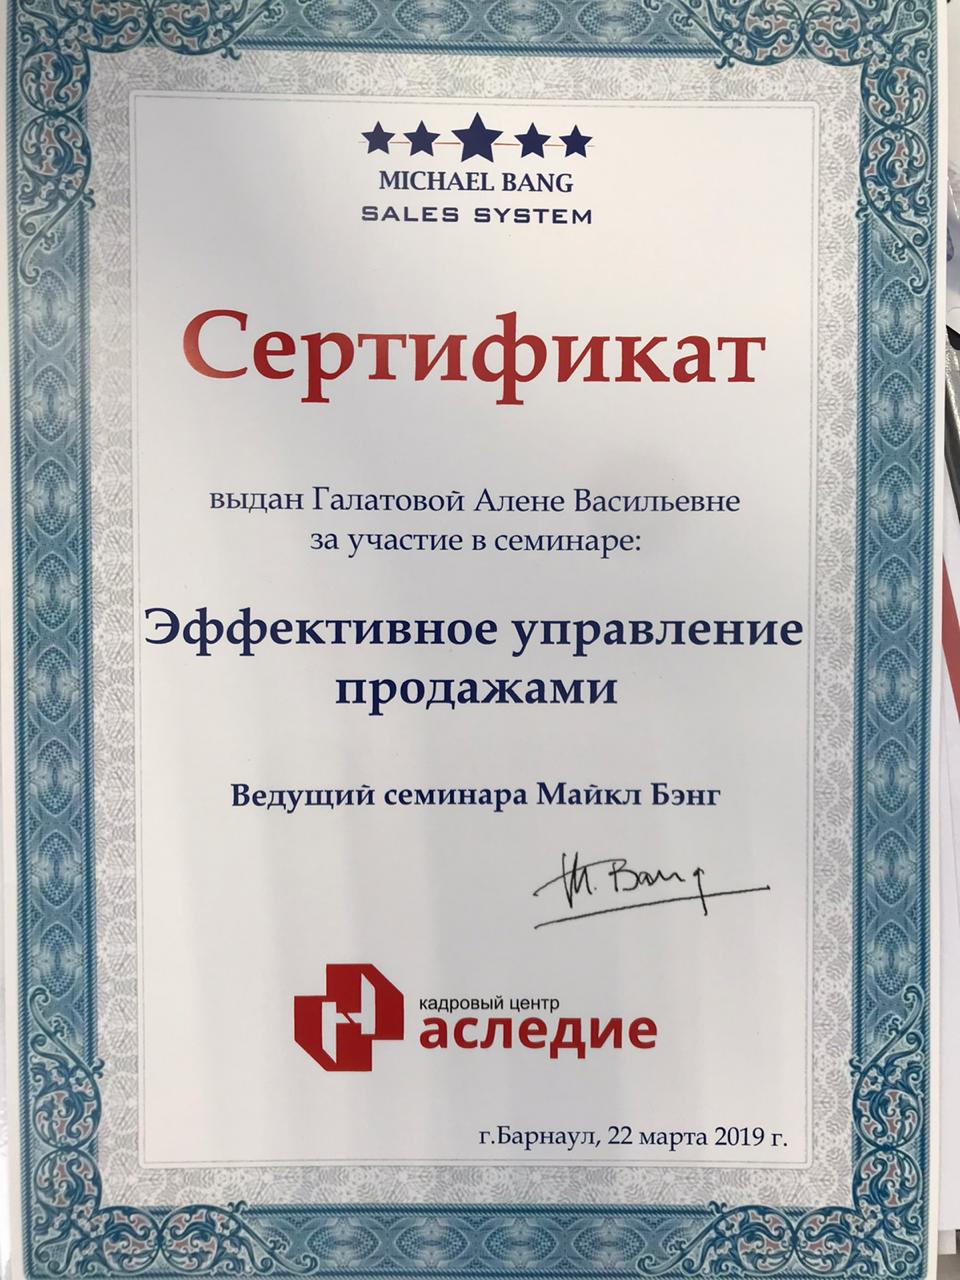 MICHAEL BANG
SALES SYSTEM
Сертификат
выдан Галатовой Алене Васильевне
за участие в семинаре:
Эффективное управление
продажами
Ведущий семинара Майкл Бэнг
M. Bang
кадровый центр
аследие
г.Барнаул, 22 марта 2019 г.